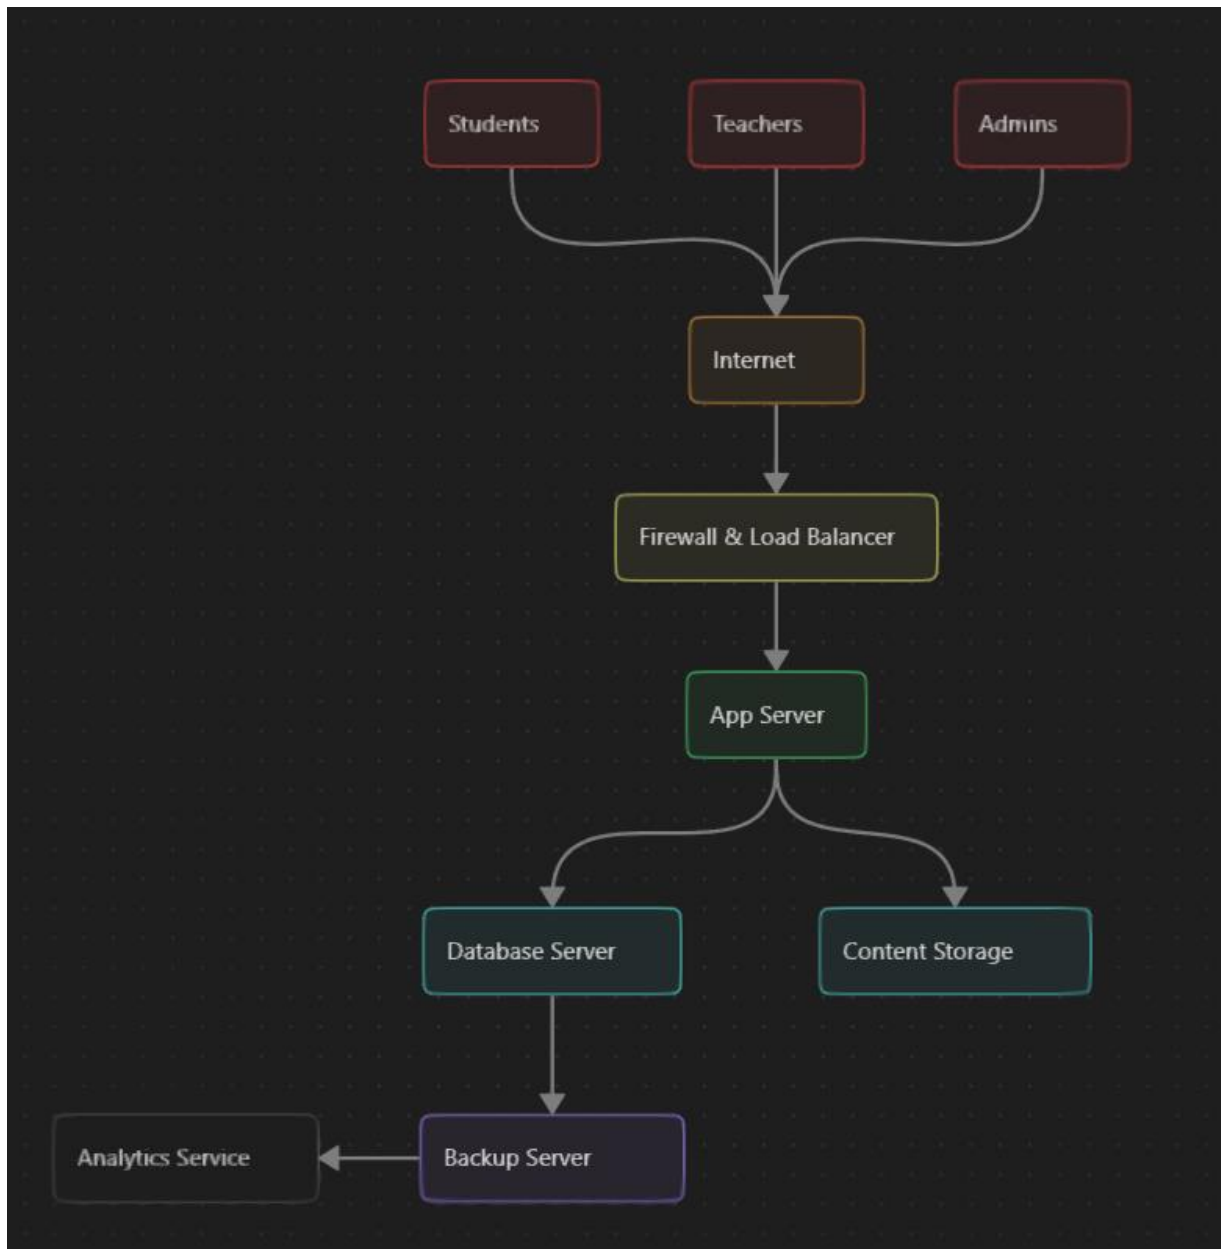 Students
Teachers
Admins
Internet
Firewall & Load Balancer
App Server
Database Server
Content Storage
Analytics Service
Backup Server